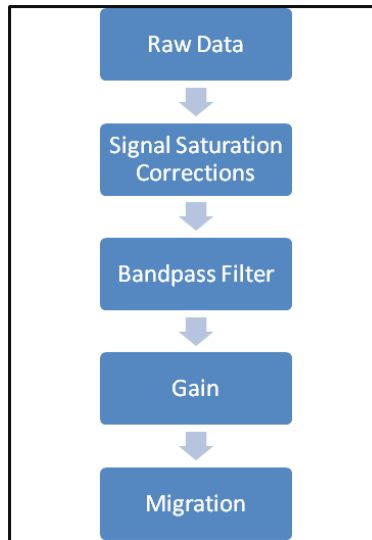 Raw Data
Signal Saturation
Corrections
Bandpass Filter
Gain
Migration